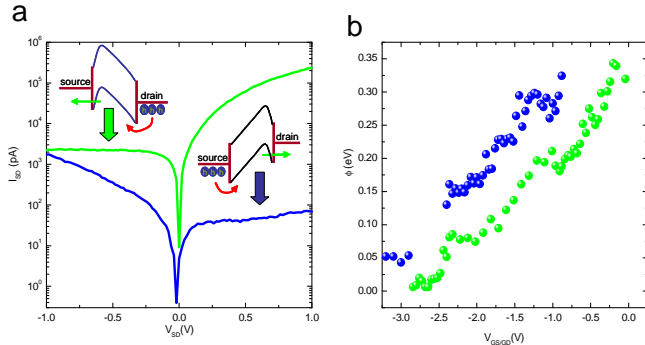 a
b
10⁶
10⁵
10⁴
10³
10²
10¹
10⁰
I_SD (pA)
source
drain
h h h
source
h h h
drain
-1.0
-0.5
0.0
0.5
1.0
V_SD(V)
0.35
0.30
0.25
0.20
0.15
0.10
0.05
0.00
ϕ (eV)
-3.0
-2.5
-2.0
-1.5
-1.0
-0.5
0.0
V_GS/GD(V)